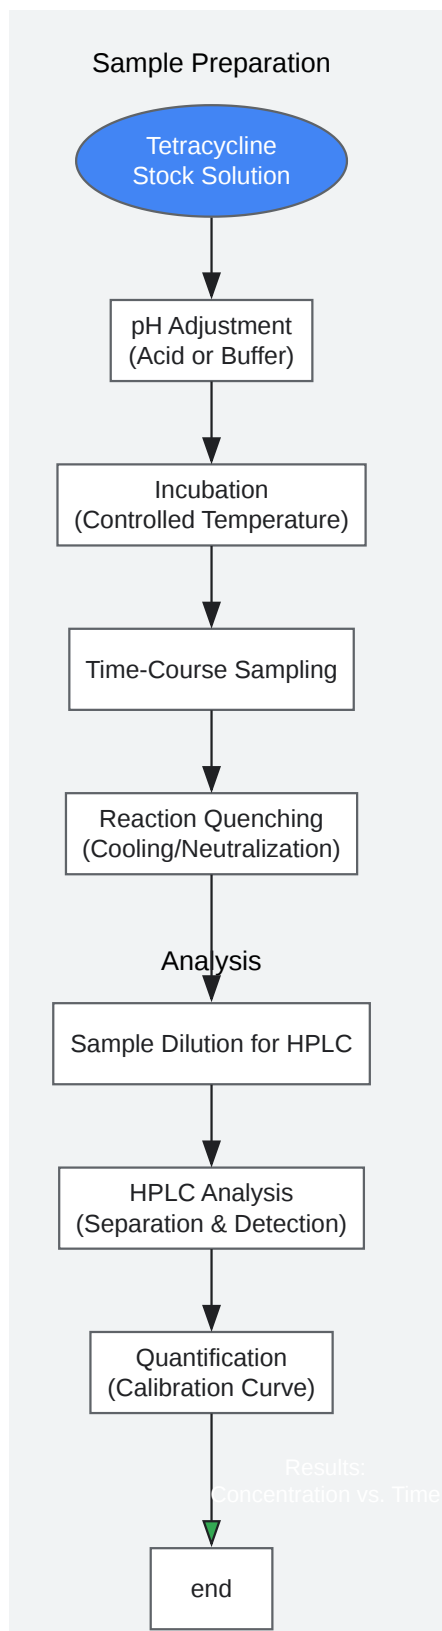 Sample Preparation
Tetracycline
Stock Solution
pH Adjustment
(Acid or Buffer)
Incubation
(Controlled Temperature)
Time-Course Sampling
Reaction Quenching
(Cooling/Neutralization)
Analysis
Sample Dilution for HPLC
HPLC Analysis
(Separation & Detection)
Quantification
(Calibration Curve)
Results:
Concentration vs. Time
end